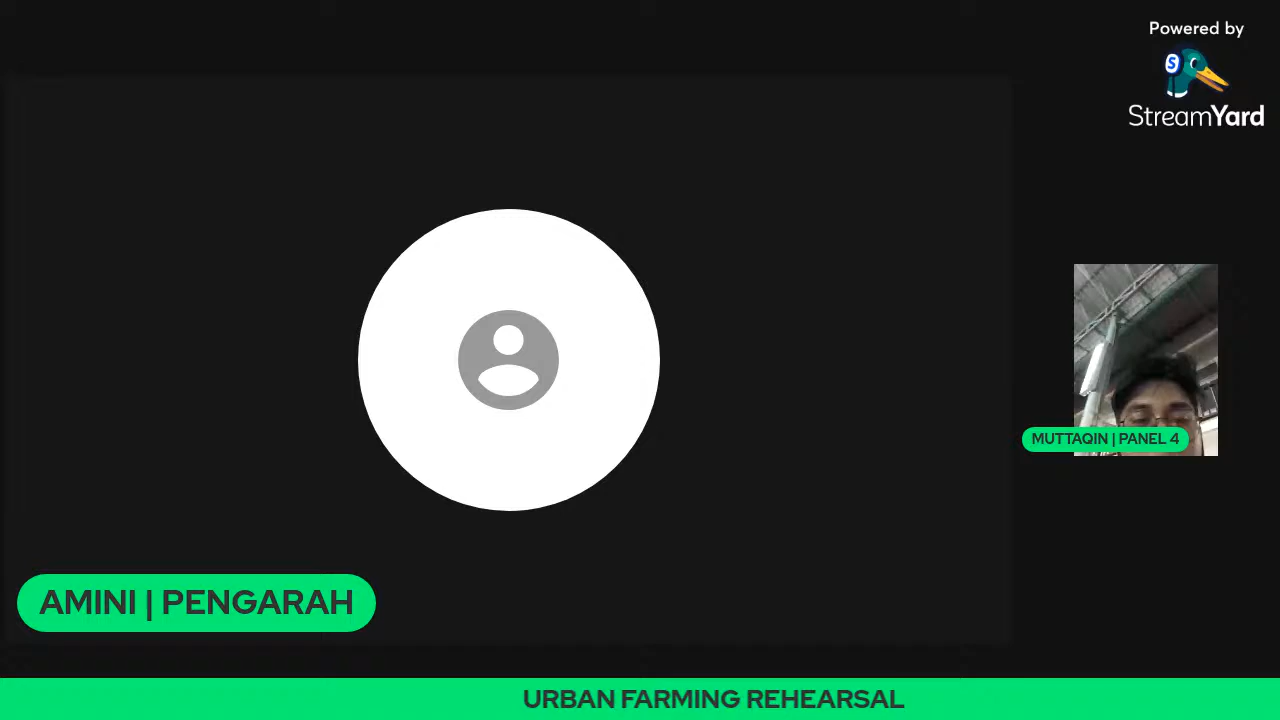 Powered by
S
StreamYard
MUTTAQIN | PANEL 4
AMINI | PENGARAH
URBAN FARMING REHEARSAL